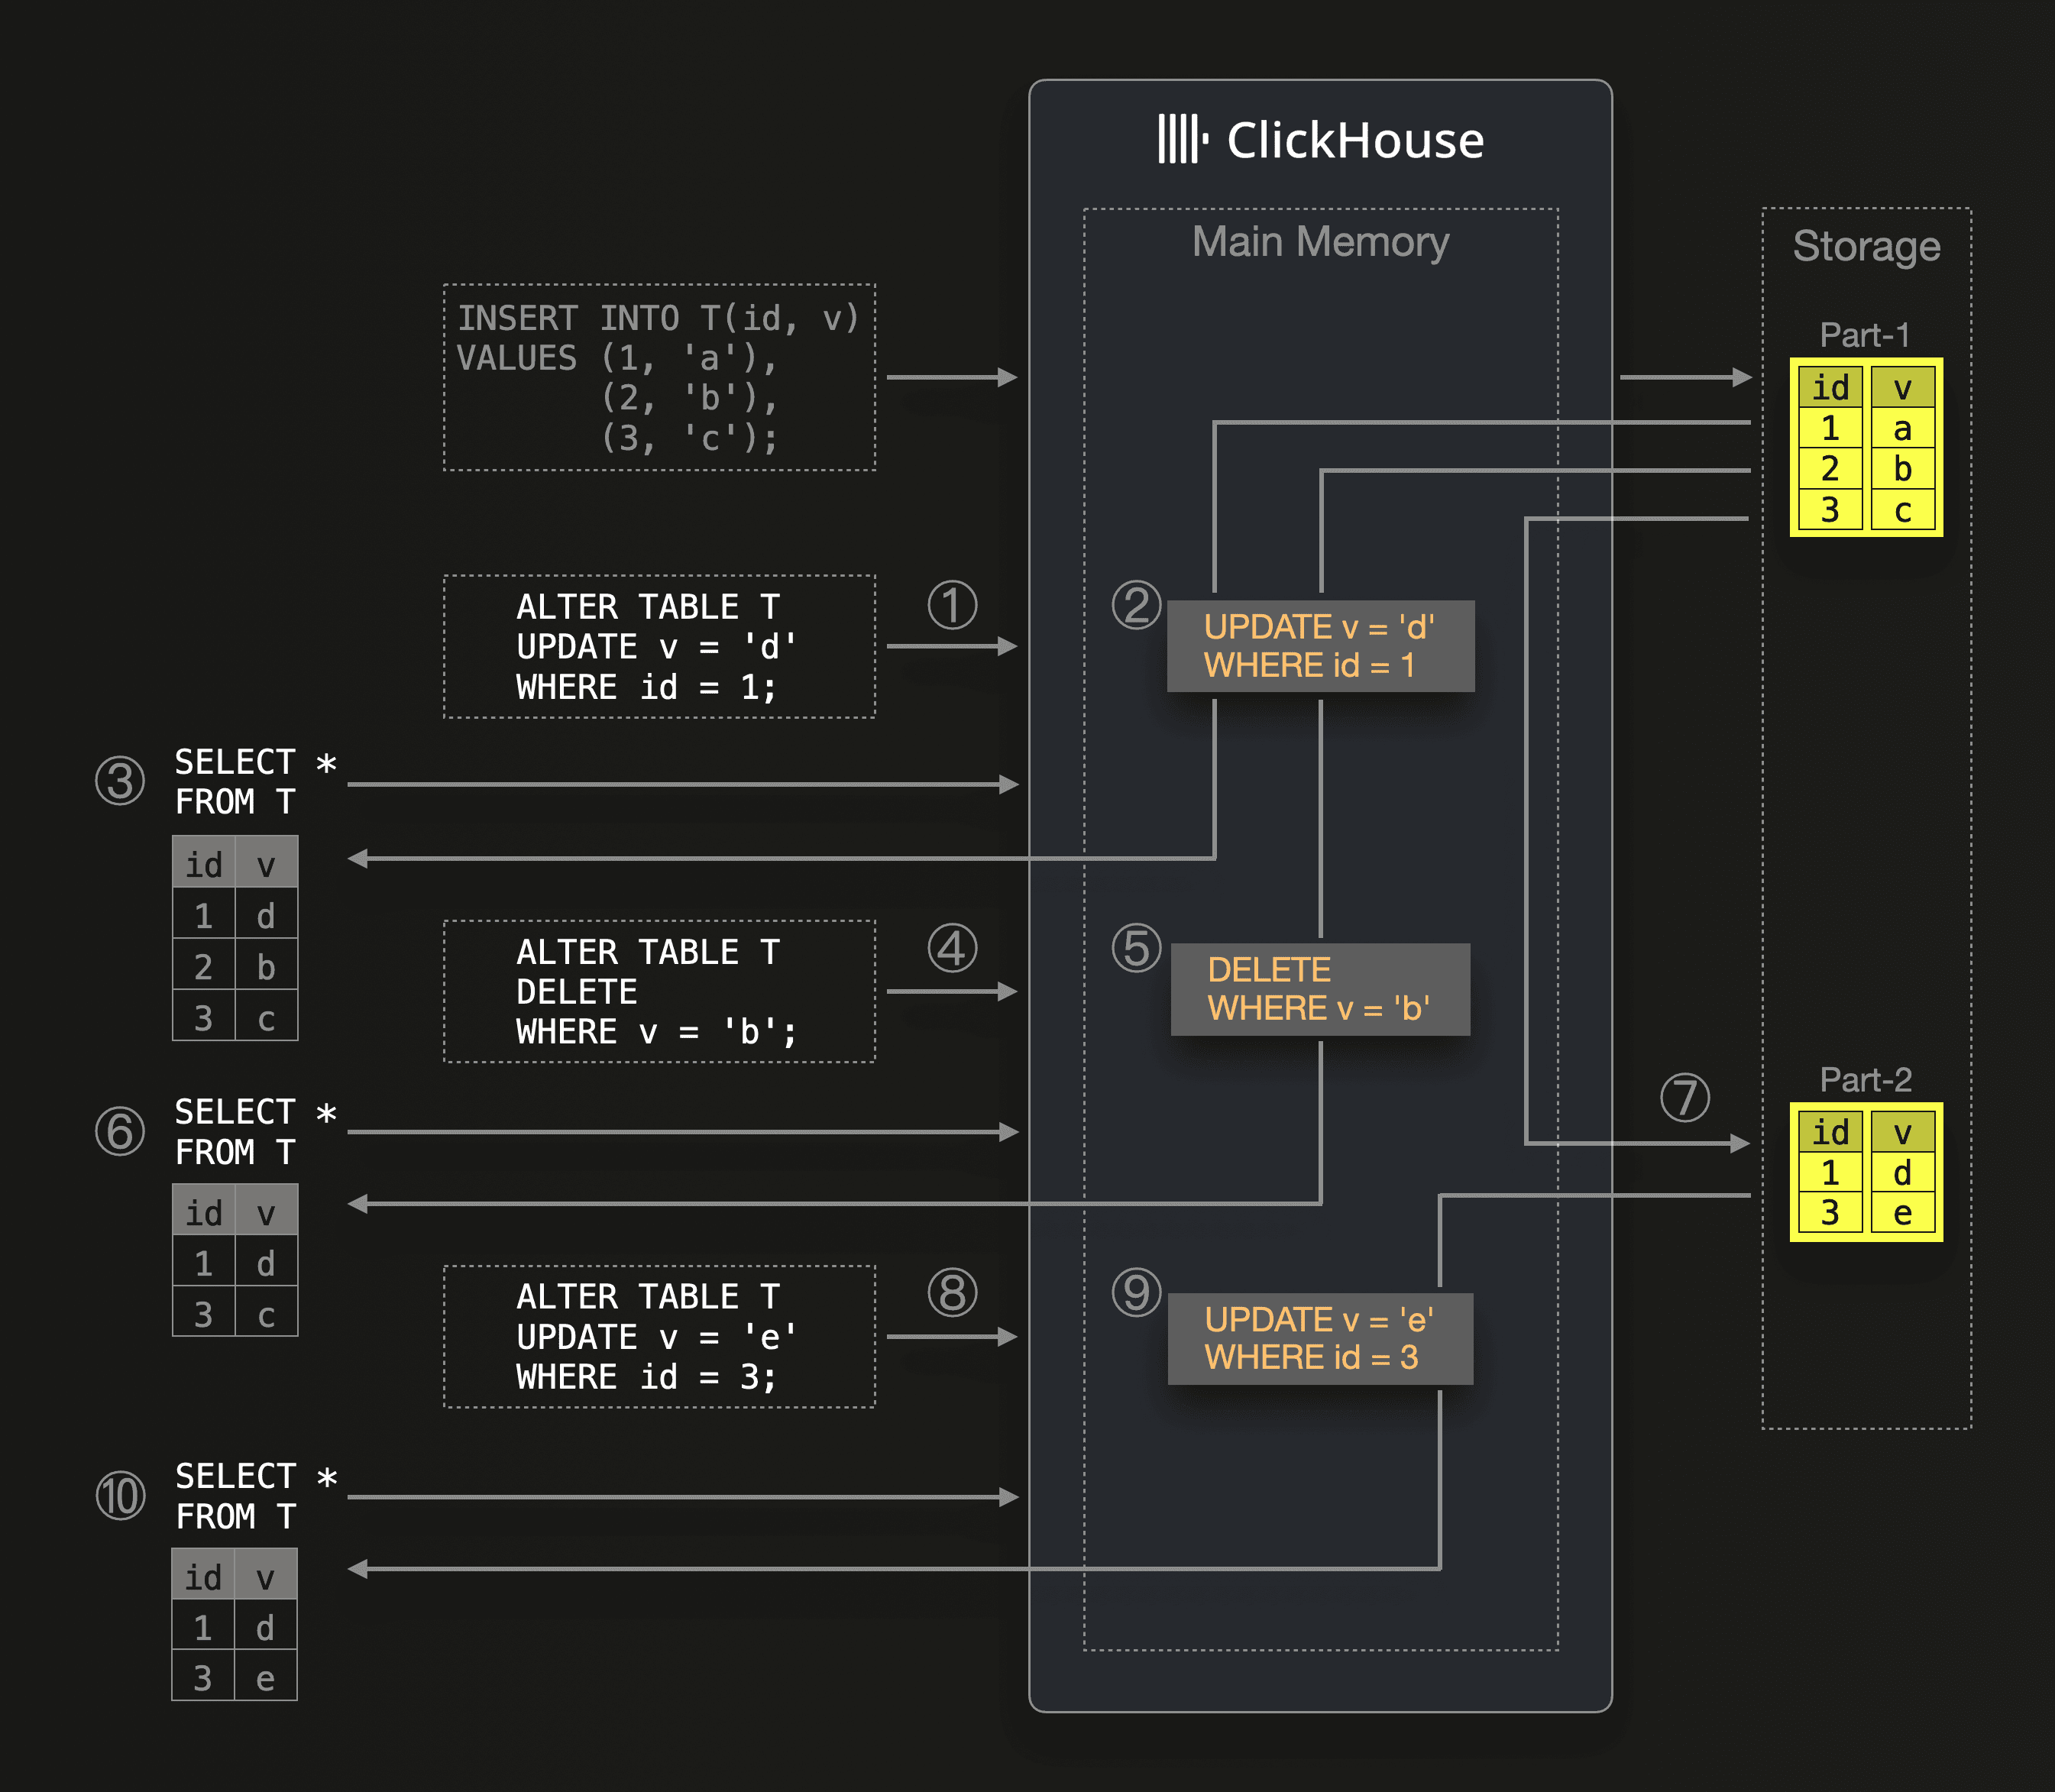 ClickHouse
Main Memory
Storage
INSERT INTO T(id, v)
VALUES (1, 'a'),
(2, 'b'),
(3, 'c');
Part-1
id v
1 a
2 b
3 c
ALTER TABLE T
UPDATE v = 'd'
WHERE id = 1;
①
②
UPDATE v = 'd'
WHERE id = 1
③
SELECT *
FROM T
id v
1 d
2 b
3 c
ALTER TABLE T
DELETE
WHERE v = 'b';
④
⑤
DELETE
WHERE v = 'b'
⑥
SELECT *
FROM T
id v
1 d
3 c
⑦
Part-2
id v
1 d
3 e
ALTER TABLE T
UPDATE v = 'e'
WHERE id = 3;
⑧
⑨
UPDATE v = 'e'
WHERE id = 3
⑩
SELECT *
FROM T
id v
1 d
3 e